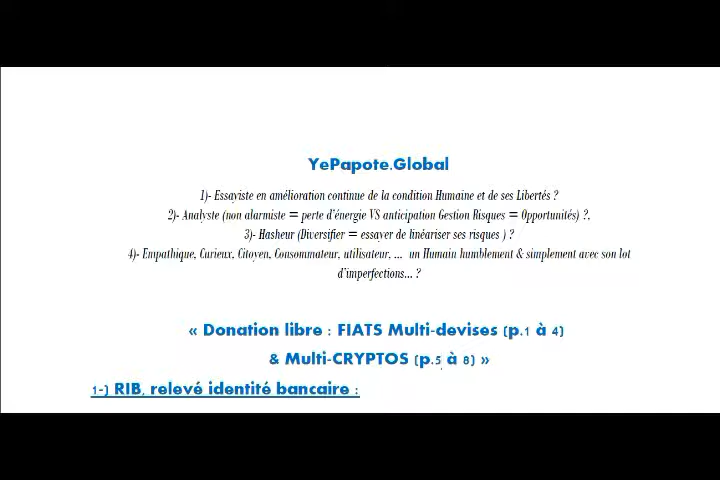 YePapote.Global
1)- Essayiste en amélioration continue de la condition Humaine et de ses Libertés ?
2)- Analyste (non alarmiste = perte d'énergie VS anticipation Gestion Risques = Opportunités) ?,
3)- Hasheur (Diversifier = essayer de linéariser ses risques ) ?
4)- Empathique, Curieux, Citoyen, Consommateur, utilisateur, ... un Humain humblement & simplement avec son lot
d'imperfections... ?
« Donation libre : FIATS Multi-devises (p.1 à 4)
& Multi-CRYPTOS (p.5 à 8) »
1-) RIB, relevé identité bancaire :